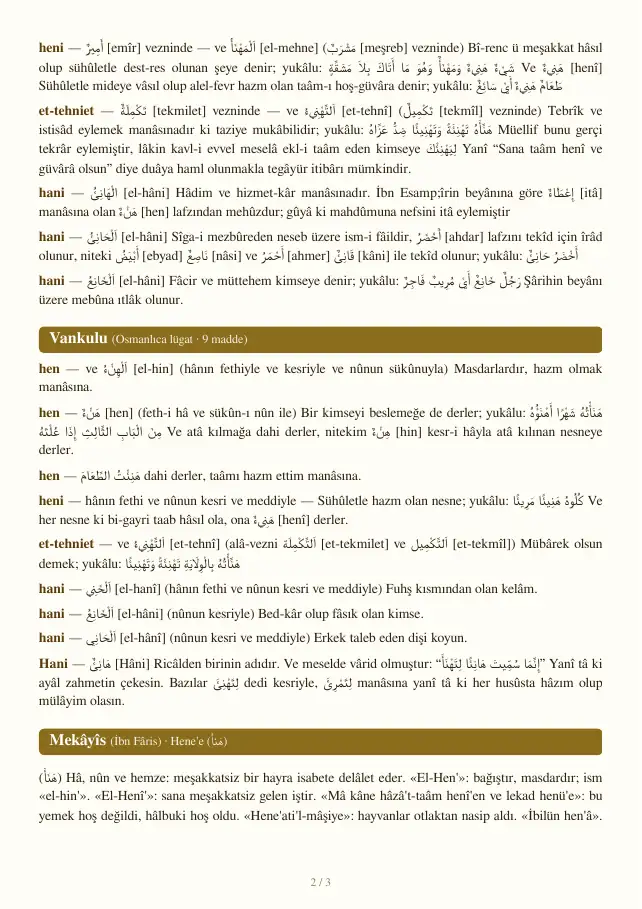 heni — أَمِيرٌ [emîr] vezninde — ve اَلْمَهْنَأُ [el-mehne] (مَشْرَبٌ [meşreb] vezninde) Bî-renc ü meşakkat hâsıl
olup sühûletle dest-res olunan şeye denir; yukâlu: شَيْءٌ هَنِيءٌ وَمَهْنَأٌ وَهُوَ مَا أَتَاكَ بِلاَ مَشَقَّةٍ Ve هَنِيءٌ [henî]
Sühûletle mideye vâsıl olup alel-fevr hazm olan taâm-ı hoş-güvâra denir; yukâlu: طَعَامٌ هَنِيءٌ أَيْ سَائِغٌ
et-tehniet — تَكْمِلَةٌ [tekmilet] vezninde — ve اَلتَّهْنِيءُ [et-tehnî] (تَكْمِيلٌ [tekmîl] vezninde) Tebrîk ve
istisâd eylemek manâsınadır ki taziye mukâbilidir; yukâlu: هَنَّأَهُ تَهْنِئَةً وَتَهْنِيئًا ضِدُّ عَزَّاهُ Müellif bunu gerçi
tekrâr eylemiştir, lâkin kavl-i evvel meselâ ekl-i taâm eden kimseye لِيَهْنِئَكَ Yanî “Sana taâm henî ve
güvârâ olsun” diye duâya haml olunmakla tegâyür itibârı mümkindir.
hani — اَلْهَانِئُ [el-hâni] Hâdim ve hizmet-kâr manâsınadır. İbn Esamp;îrin beyânına göre إِعْطَاءٌ [itâ]
manâsına olan هَنْءٌ [hen] lafzından mehûzdur; gûyâ ki mahdûmuna nefsini itâ eylemiştir
hani — اَلْحَانِئُ [el-hâni] Sîga-i mezbûreden neseb üzere ism-i fâildir, أَخْضَرُ [ahdar] lafzını tekîd için îrâd
olunur, niteki أَبْيَضُ [ebyad] نَاصِعٌ [nâsi] ve أَحْمَرُ [ahmer] قَانِئٌ [kâni] ile tekîd olunur; yukâlu: أَخْضَرُ حَانِئٌ
hani — اَلْخَانِعُ [el-hâni] Fâcir ve müttehem kimseye denir; yukâlu: رَجُلٌ خَانِعٌ أَيْ مُرِيبٌ فَاجِرٌ Şârihin beyânı
üzere mebûna ıtlâk olunur.
Vankulu (Osmanlıca lügat · 9 madde)
hen — ve اَلْهِنْءُ [el-hin] (hânın fethiyle ve kesriyle ve nûnun sükûnuyla) Masdarlardır, hazm olmak
manâsına.
hen — هَنْءٌ [hen] (feth-i hâ ve sükûn-ı nûn ile) Bir kimseyi beslemeğe de derler; yukâlu: هَنَأْتُهُ شَهْرًا أَهْنَؤُهُ
مِنَ الْبَابِ الثَّالِثِ إِذَا عُلْتَهُ Ve atâ kılmağa dahi derler, nitekim هِنْءٌ [hin] kesr-i hâyla atâ kılınan nesneye
derler.
hen — هَنِئْتُ الطَّعَامَ dahi derler, taâmı hazm ettim manâsına.
heni — hânın fethi ve nûnun kesri ve meddiyle — Sühûletle hazm olan nesne; yukâlu: كُلُوهُ هَنِيئًا مَرِيئًا Ve
her nesne ki bi-gayri taab hâsıl ola, ona هَنِيءٌ [henî] derler.
et-tehniet — ve اَلتَّهْنِيءُ [et-tehnî] (alâ-vezni اَلتَّكْمِلَة [et-tekmilet] ve اَلتَّكْمِيل [et-tekmîl]) Mübârek olsun
demek; yukâlu: هَنَّأْتُهُ بِالْوِلَايَةِ تَهْنِئَةً وَتَهْنِيئًا
hani — اَلْخَنِي [el-hanî] (hânın fethi ve nûnun kesri ve meddiyle) Fuhş kısmından olan kelâm.
hani — اَلْخَانِعُ [el-hâni] (nûnun kesriyle) Bed-kâr olup fâsık olan kimse.
hani — اَلْحَانِي [el-hânî] (nûnun kesri ve meddiyle) Erkek taleb eden dişi koyun.
Hani — هَانِئٌ [Hâni] Ricâlden birinin adıdır. Ve meselde vârid olmuştur: “إِنَّمَا سُمِّيتَ هَانِئًا لِتَهْنَأَ” Yanî tâ ki
ayâl zahmetin çekesin. Bazılar لِتَهْنِئَ dedi kesriyle, لِتُمْرِئَ manâsına yanî tâ ki her husûsta hâzım olup
mülâyim olasın.
Mekâyîs (İbn Fâris) · Hene'e (هَنَأَ)
(هَنَأَ) Hâ, nûn ve hemze: meşakkatsiz bir hayra isabete delâlet eder. «El-Hen'»: bağıştır, masdardır; ism
«el-hin'». «El-Henî'»: sana meşakkatsiz gelen iştir. «Mâ kâne hâzâ't-taâm henî'en ve lekad henü'e»: bu
yemek hoş değildi, hâlbuki hoş oldu. «Hene'ati'l-mâşiye»: hayvanlar otlaktan nasip aldı. «İbilün hen'â».
2 / 3